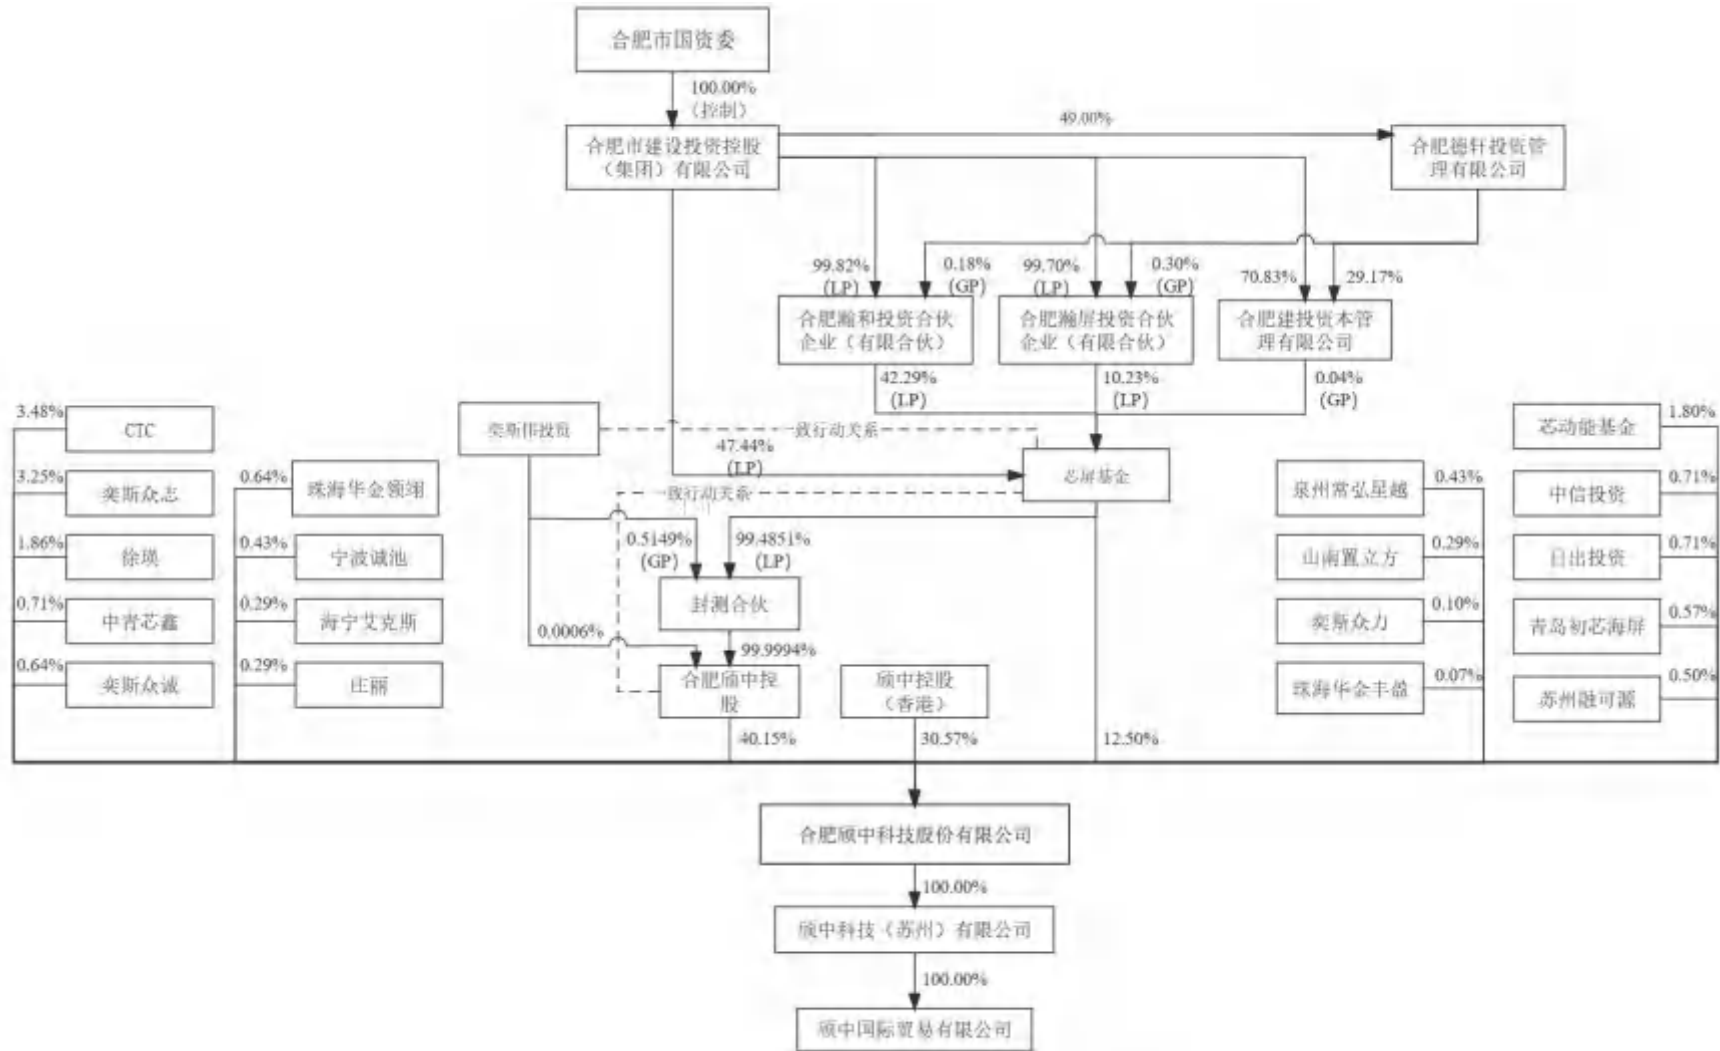 合肥市国资委
100.00%
（控制）
合肥市建设投资控股
（集团）有限公司
49.00%
合肥德轩投资管
理有限公司
99.82%
(LP)
0.18%
(GP)
99.70%
(LP)
0.30%
(GP)
70.83%
29.17%
合肥瀚和投资合伙
企业（有限合伙）
合肥瀚屏投资合伙
企业（有限合伙）
合肥建投资本管
理有限公司
42.29%
(LP)
10.23%
(LP)
0.04%
(GP)
3.48%
CTC
3.25%
奕斯众志
1.86%
徐瑛
0.71%
中青芯鑫
0.64%
奕斯众诚
0.64%
珠海华金领翊
0.43%
宁波诚池
0.29%
海宁艾克斯
0.29%
庄丽
奕斯伟投资
一致行动关系
47.44%
(LP)
芯屏基金
一致行动关系
0.5149%
(GP)
99.4851%
(LP)
封测合伙
0.0006%
99.9994%
合肥颀中控
股
颀中控股
（香港）
40.15%
30.57%
12.50%
泉州常弘星越
0.43%
山南置立方
0.29%
奕斯众力
0.10%
珠海华金丰盈
0.07%
芯动能基金
1.80%
中信投资
0.71%
日出投资
0.71%
青岛初芯海屏
0.57%
苏州融可源
0.50%
合肥颀中科技股份有限公司
100.00%
颀中科技（苏州）有限公司
100.00%
颀中国际贸易有限公司